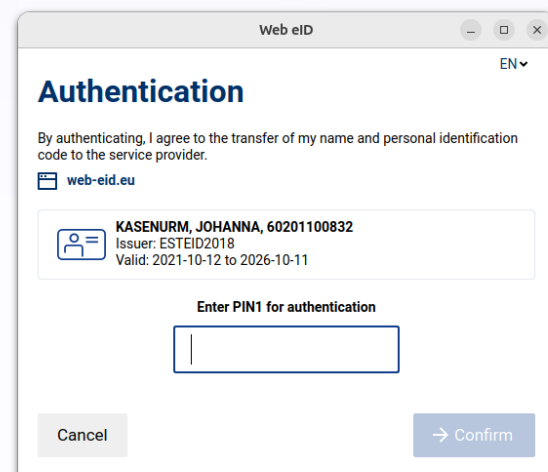 Web eID
EN
Authentication
By authenticating, I agree to the transfer of my name and personal identification
code to the service provider.
web-eid.eu
KASENURM, JOHANNA, 60201100832
Issuer: ESTEID2018
Valid: 2021-10-12 to 2026-10-11
Enter PIN1 for authentication
Cancel
→ Confirm